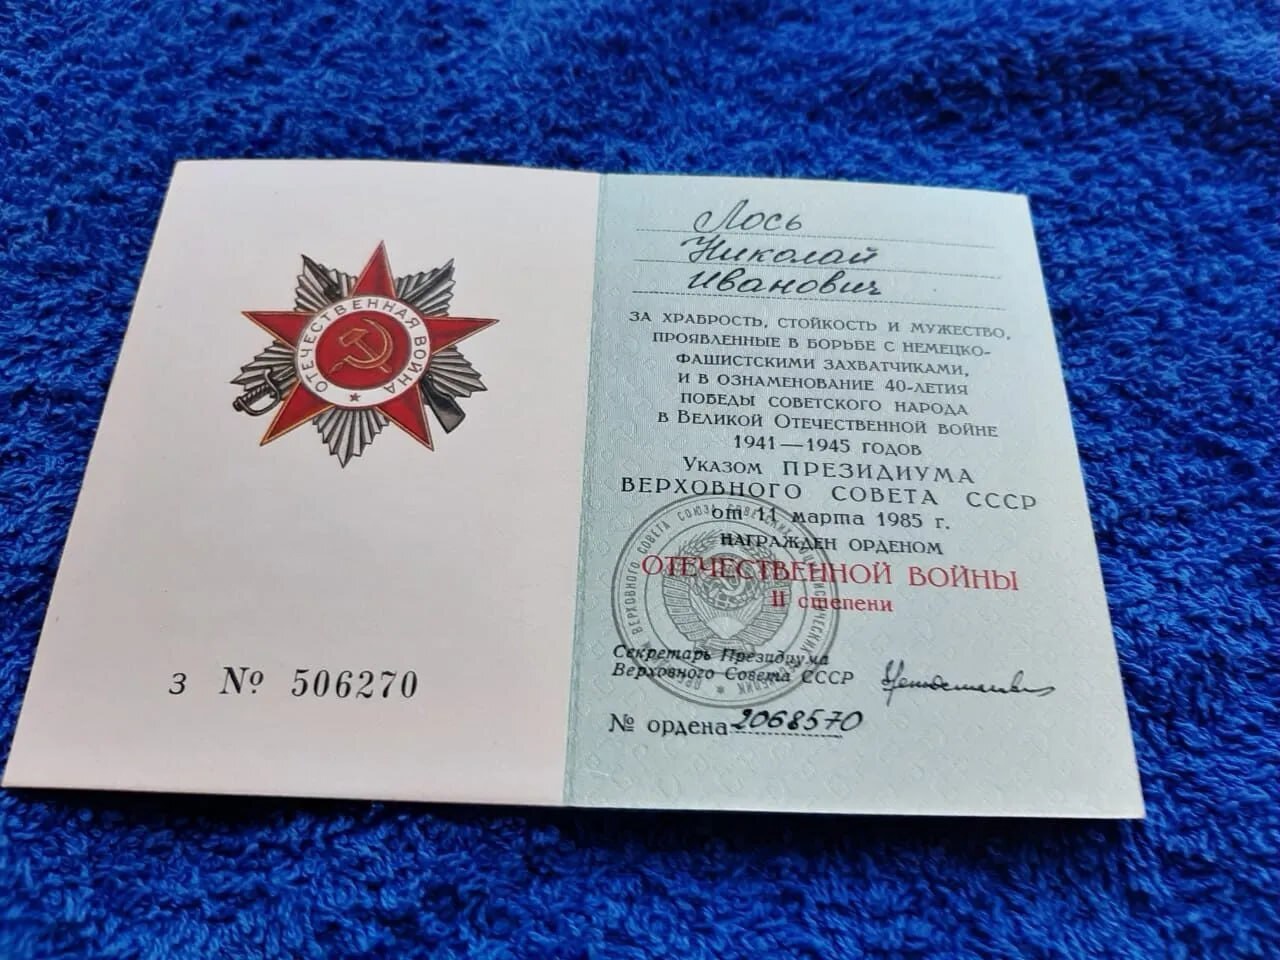 ОТЕЧЕСТВЕННАЯ ВОЙНА
З № 506270
Лось
Николай
Иванович
ЗА ХРАБРОСТЬ, СТОЙКОСТЬ И МУЖЕСТВО,
ПРОЯВЛЕННЫЕ В БОРЬБЕ С НЕМЕЦКО-
ФАШИСТСКИМИ ЗАХВАТЧИКАМИ,
И В ОЗНАМЕНОВАНИЕ 40-ЛЕТИЯ
ПОБЕДЫ СОВЕТСКОГО НАРОДА
В ВЕЛИКОЙ ОТЕЧЕСТВЕННОЙ ВОЙНЕ
1941—1945 ГОДОВ
УКАЗОМ ПРЕЗИДИУМА
ВЕРХОВНОГО СОВЕТА СССР
от 11 марта 1985 г.
НАГРАЖДЕН ОРДЕНОМ
ОТЕЧЕСТВЕННОЙ ВОЙНЫ
II степени
Секретарь Президиума
Верховного Совета СССР
№ ордена 2068570